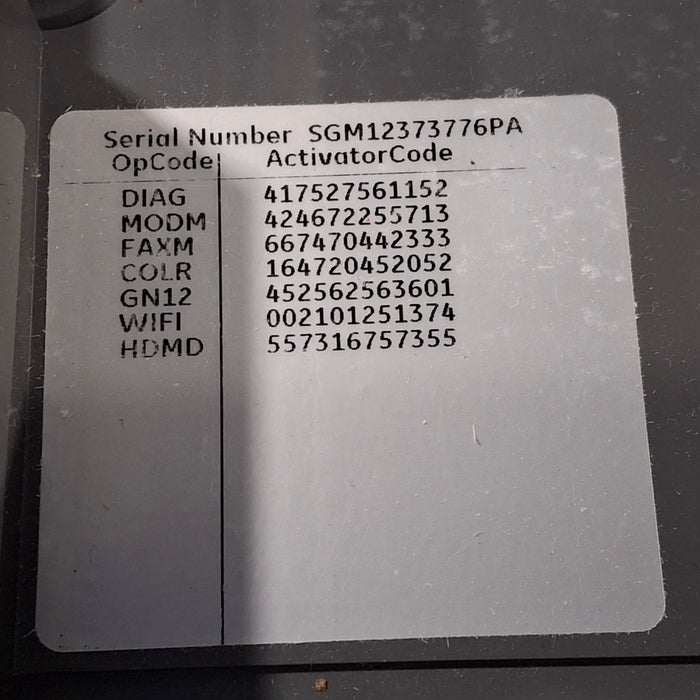 Serial Number SGM12373776PA
OpCode ActivatorCode
DIAG 417527561152
MODM 424672255713
FAXM 667470442333
COLR 164720452052
GN12 452562563601
WIFI 002101251374
HDMD 557316757355